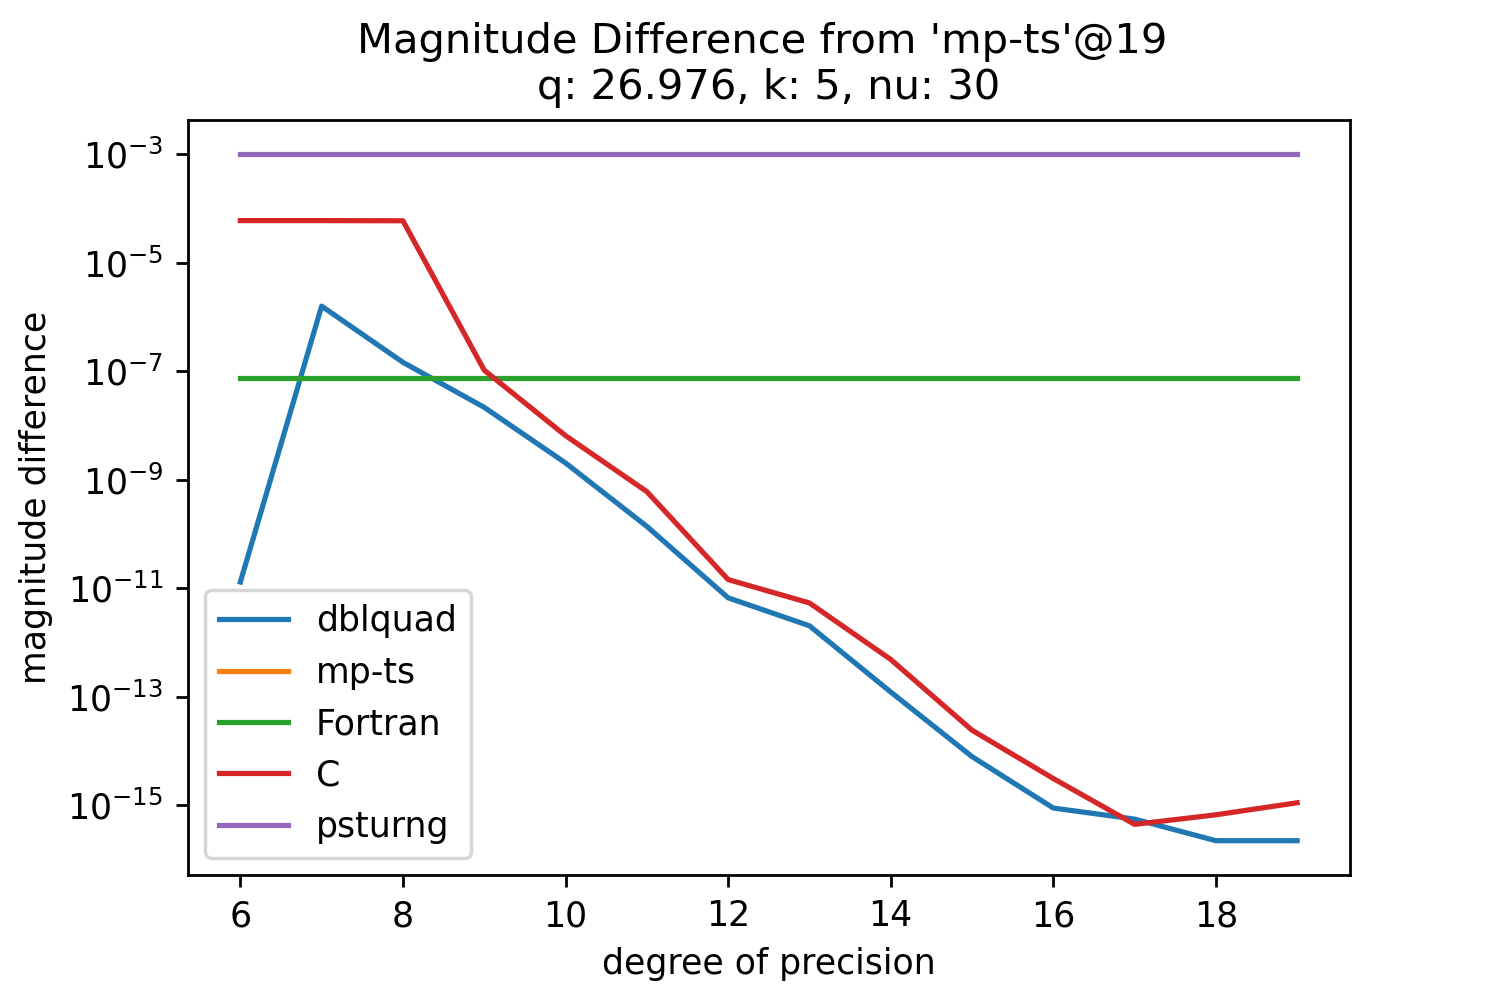 Magnitude Difference from 'mp-ts'@19
q: 26.976, k: 5, nu: 30
magnitude difference
10⁻³
10⁻⁵
10⁻⁷
10⁻⁹
10⁻¹¹
10⁻¹³
10⁻¹⁵
dblquad
mp-ts
Fortran
C
psturng
6 8 10 12 14 16 18
degree of precision